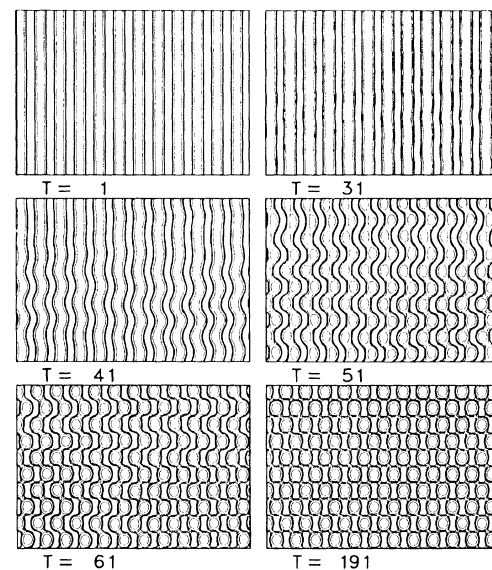 T = 1
T = 31
T = 41
T = 51
T = 61
T = 191